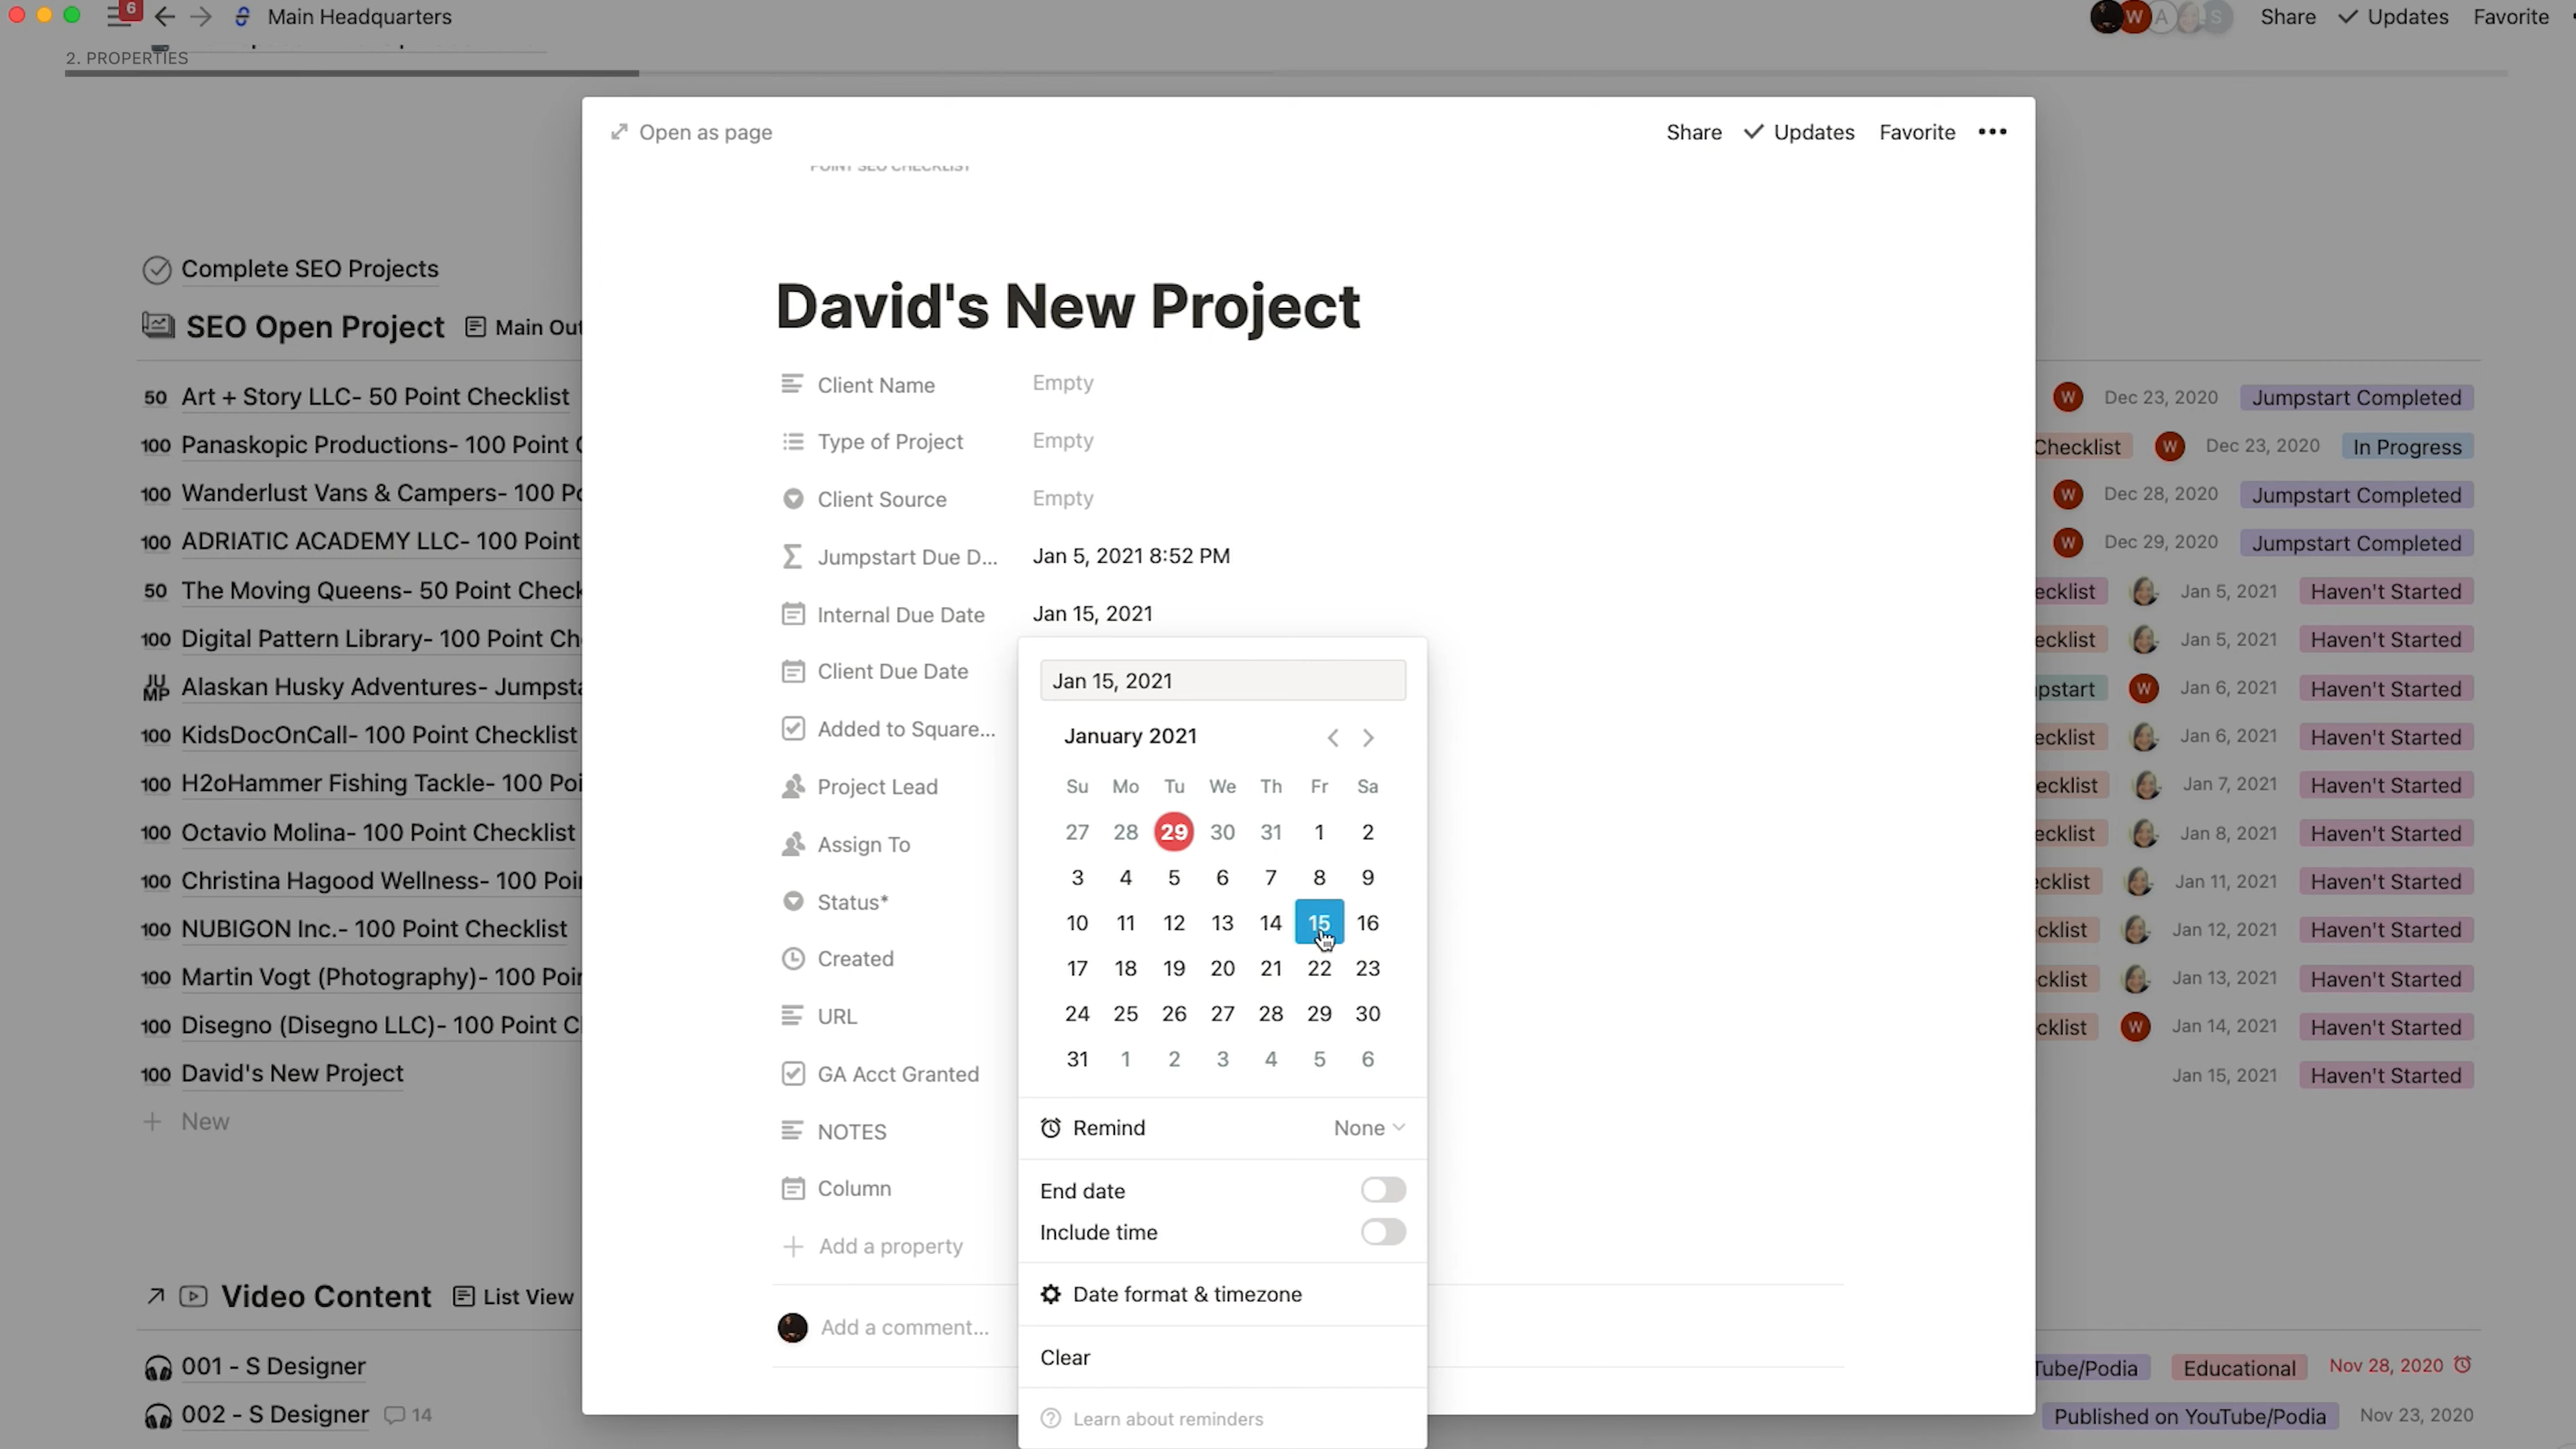 6 Main Headquarters
W A S Share Updates Favorite
2. PROPERTIES
Open as page Share Updates Favorite •••
POINT SEO CHECKLIST
Complete SEO Projects
SEO Open Project Main Out
David's New Project
Client Name Empty
Type of Project Empty
Client Source Empty
Jumpstart Due D... Jan 5, 2021 8:52 PM
Internal Due Date Jan 15, 2021
Client Due Date
Added to Square...
Project Lead
Assign To
Status*
Created
URL
GA Acct Granted
NOTES
Column
+ Add a property
Add a comment...
Jan 15, 2021
January 2021
Su Mo Tu We Th Fr Sa
27 28 29 30 31 1 2
3 4 5 6 7 8 9
10 11 12 13 14 15 16
17 18 19 20 21 22 23
24 25 26 27 28 29 30
31 1 2 3 4 5 6
Remind None
End date
Include time
Date format & timezone
Clear
Learn about reminders
50 Art + Story LLC- 50 Point Checklist W Dec 23, 2020 Jumpstart Completed
100 Panaskopic Productions- 100 Point Checklist W Dec 23, 2020 In Progress
100 Wanderlust Vans & Campers- 100 Po W Dec 28, 2020 Jumpstart Completed
100 ADRIATIC ACADEMY LLC- 100 Point W Dec 29, 2020 Jumpstart Completed
50 The Moving Queens- 50 Point Check ecklist Jan 5, 2021 Haven't Started
100 Digital Pattern Library- 100 Point Ch ecklist Jan 5, 2021 Haven't Started
JUMP Alaskan Husky Adventures- Jumpsta pstart W Jan 6, 2021 Haven't Started
100 KidsDocOnCall- 100 Point Checklist ecklist Jan 6, 2021 Haven't Started
100 H2oHammer Fishing Tackle- 100 Poi ecklist Jan 7, 2021 Haven't Started
100 Octavio Molina- 100 Point Checklist ecklist Jan 8, 2021 Haven't Started
100 Christina Hagood Wellness- 100 Poi ecklist Jan 11, 2021 Haven't Started
100 NUBIGON Inc.- 100 Point Checklist cklist Jan 12, 2021 Haven't Started
100 Martin Vogt (Photography)- 100 Poi cklist Jan 13, 2021 Haven't Started
100 Disegno (Disegno LLC)- 100 Point C cklist W Jan 14, 2021 Haven't Started
100 David's New Project Jan 15, 2021 Haven't Started
+ New
Video Content List View
001 - S Designer Tube/Podia Educational Nov 28, 2020
002 - S Designer 14 Published on YouTube/Podia Nov 23, 2020